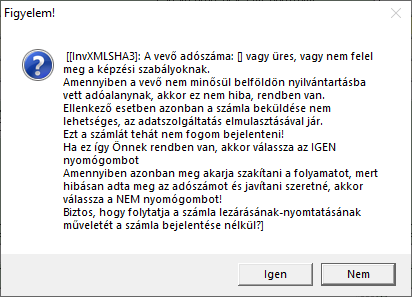 Figyelem!
[[InvXMLSHA3]: A vevő adószáma: [] vagy üres, vagy nem felel
meg a képzési szabályoknak.
Amennyiben a vevő nem minősül belföldön nyilvántartásba
vett adóalanynak, akkor ez nem hiba, rendben van.
Ellenkező esetben azonban a számla beküldése nem
lehetséges, az adatszolgáltás elmulasztásával jár.
Ezt a számlát tehát nem fogom bejelenteni!
Ha ez így Önnek rendben van, akkor válassza az IGEN
nyomógombot
Amennyiben azonban meg akarja szakítani a folyamatot, mert
hibásan adta meg az adószámot és javítani szeretné, akkor
válassza a NEM nyomógombot!
Biztos, hogy folytatja a számla lezárásának-nyomtatásának
műveletét a számla bejelentése nélkül?]
Igen
Nem